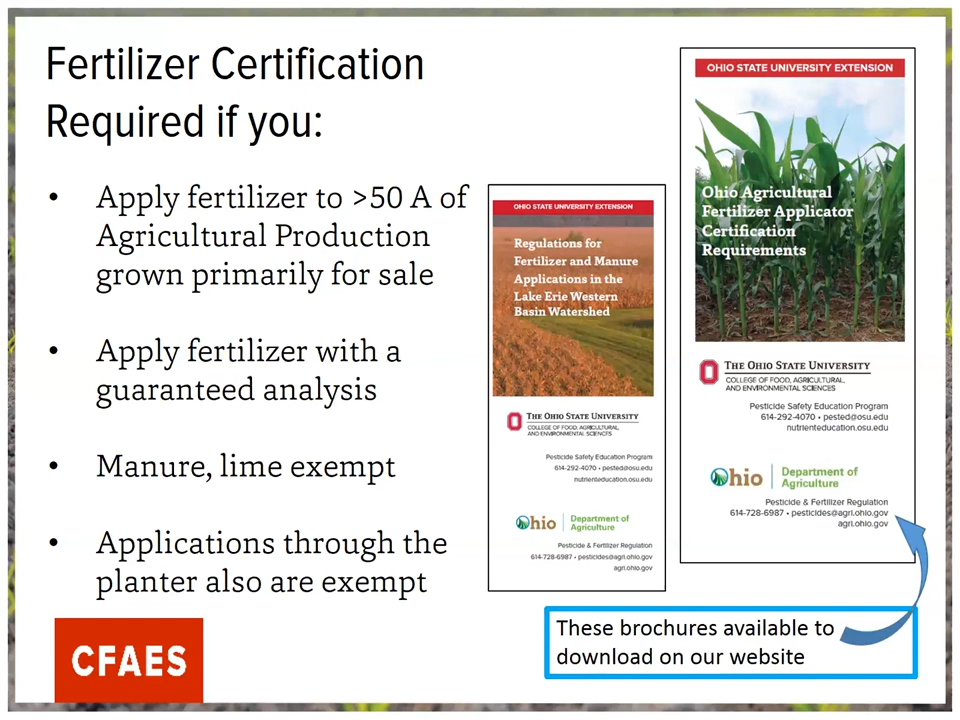 Fertilizer Certification
Required if you:
• Apply fertilizer to >50 A of
Agricultural Production
grown primarily for sale
• Apply fertilizer with a
guaranteed analysis
• Manure, lime exempt
• Applications through the
planter also are exempt
CFAES
OHIO STATE UNIVERSITY EXTENSION
Regulations for
Fertilizer and Manure
Applications in the
Lake Erie Western
Basin Watershed
THE OHIO STATE UNIVERSITY
COLLEGE OF FOOD, AGRICULTURAL,
AND ENVIRONMENTAL SCIENCES
Pesticide Safety Education Program
614-292-4070 • pested@osu.edu
nutrienteducation.osu.edu
Ohio Department of
Agriculture
Pesticide & Fertilizer Regulation
614-728-6987 • pesticides@agri.ohio.gov
agri.ohio.gov
OHIO STATE UNIVERSITY EXTENSION
Ohio Agricultural
Fertilizer Applicator
Certification
Requirements
THE OHIO STATE UNIVERSITY
COLLEGE OF FOOD, AGRICULTURAL,
AND ENVIRONMENTAL SCIENCES
Pesticide Safety Education Program
614-292-4070 • pested@osu.edu
nutrienteducation.osu.edu
Ohio Department of
Agriculture
Pesticide & Fertilizer Regulation
614-728-6987 • pesticides@agri.ohio.gov
agri.ohio.gov
These brochures available to
download on our website